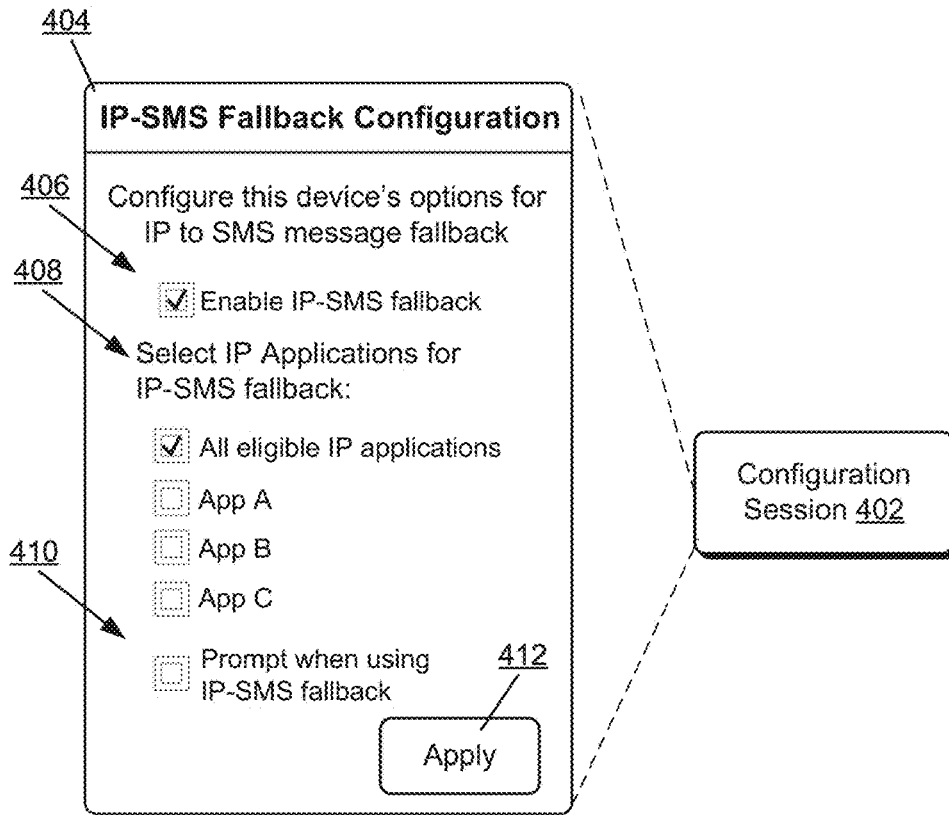 404
IP-SMS Fallback Configuration
406
Configure this device's options for
IP to SMS message fallback
408
Enable IP-SMS fallback
Select IP Applications for
IP-SMS fallback:
All eligible IP applications
App A
App B
410
App C
Prompt when using
IP-SMS fallback
412
Apply
Configuration
Session 402